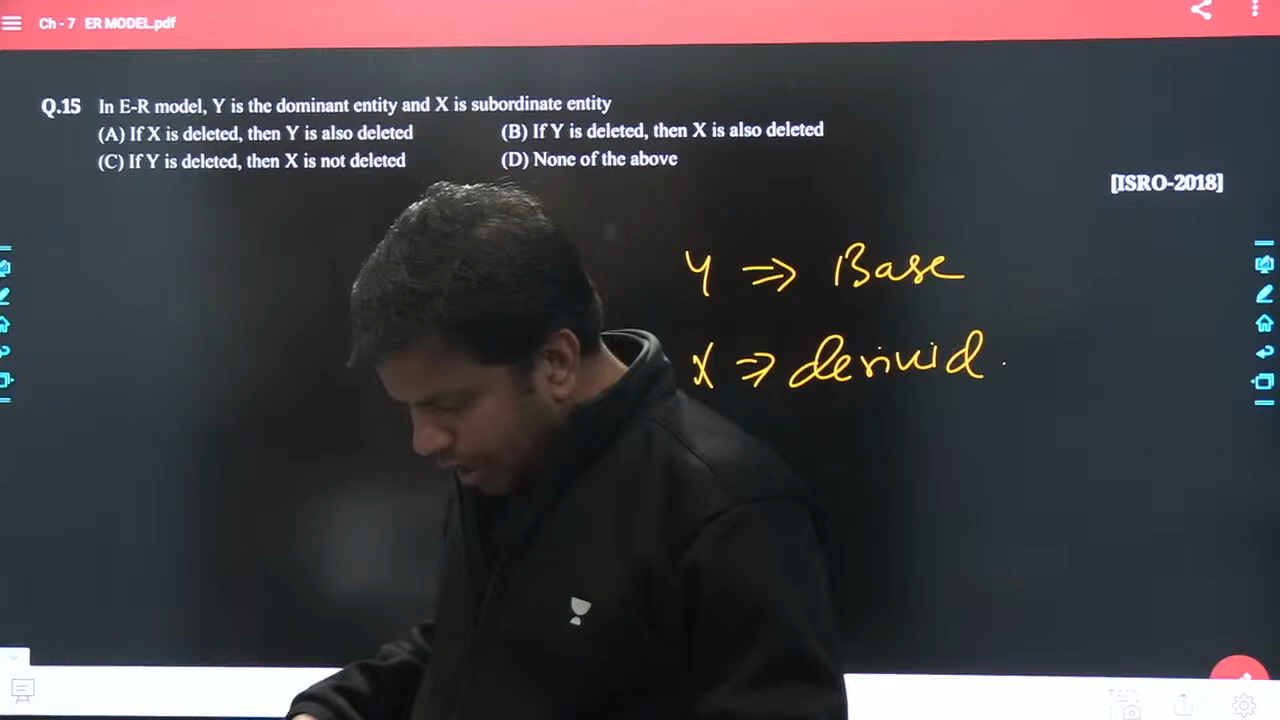 Ch - 7 ER MODEL.pdf
Q.15 In E-R model, Y is the dominant entity and X is subordinate entity
(A) If X is deleted, then Y is also deleted
(B) If Y is deleted, then X is also deleted
(C) If Y is deleted, then X is not deleted
(D) None of the above
[ISRO-2018]
Y ⇒ Base
X ⇒ derivid.